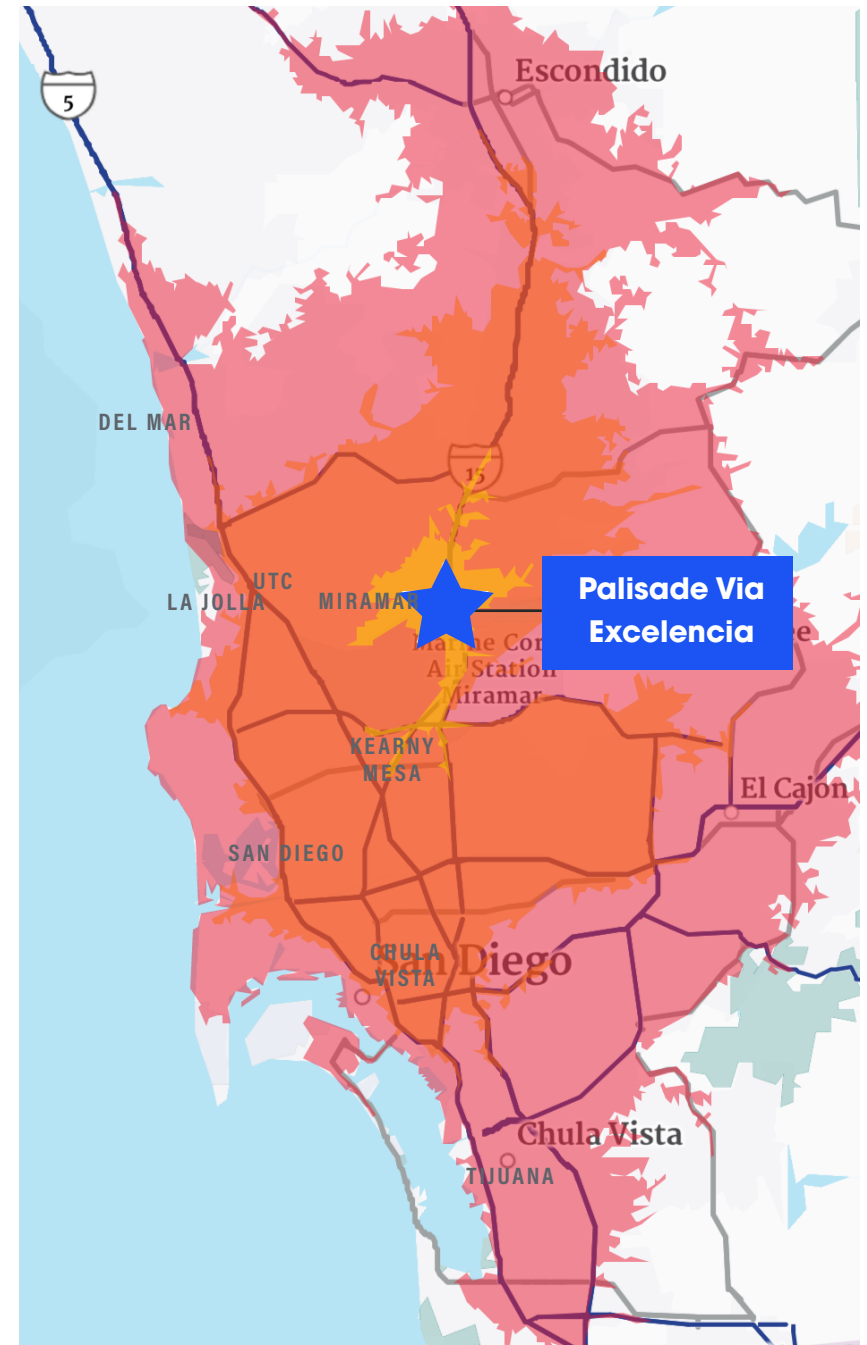 Escondido
5
DEL MAR
15
UTC
LA JOLLA
MIRAMAR
Palisade Via
Excelencia
Marine Cor
Air Station
Miramar
KEARNY
MESA
El Cajon
SAN DIEGO
CHULA
VISTA
San Diego
Chula Vista
TIJUANA